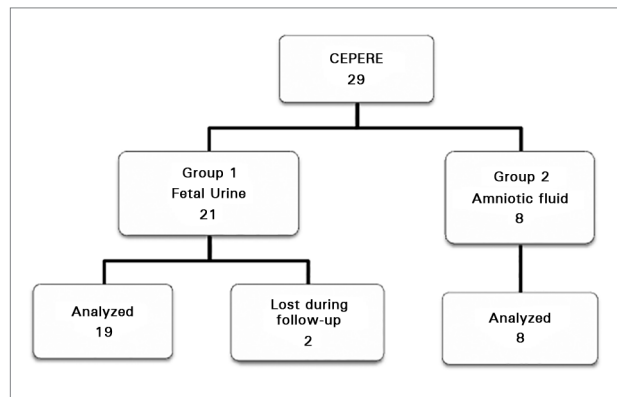 CEPERE
29
Group 1
Fetal Urine
21
Group 2
Amniotic fluid
8
Analyzed
19
Lost during
follow-up
2
Analyzed
8